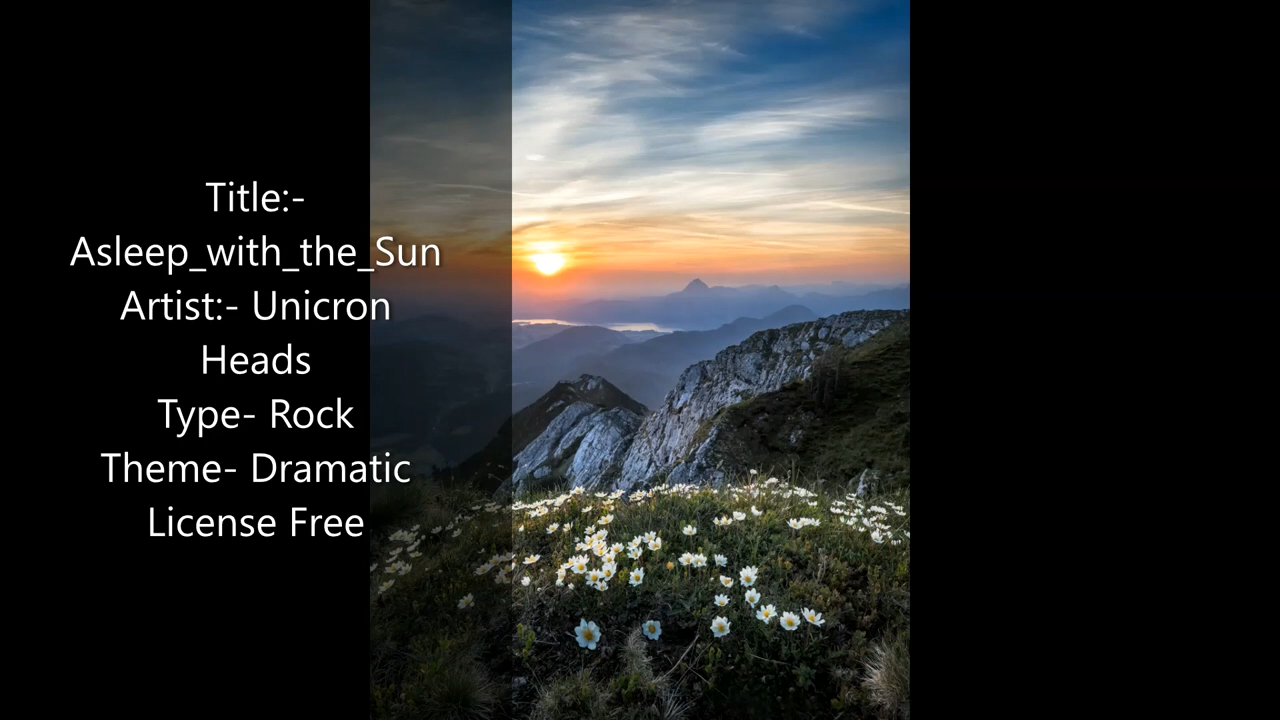 Title:-
Asleep_with_the_Sun
Artist:- Unicron
Heads
Type- Rock
Theme- Dramatic
License Free